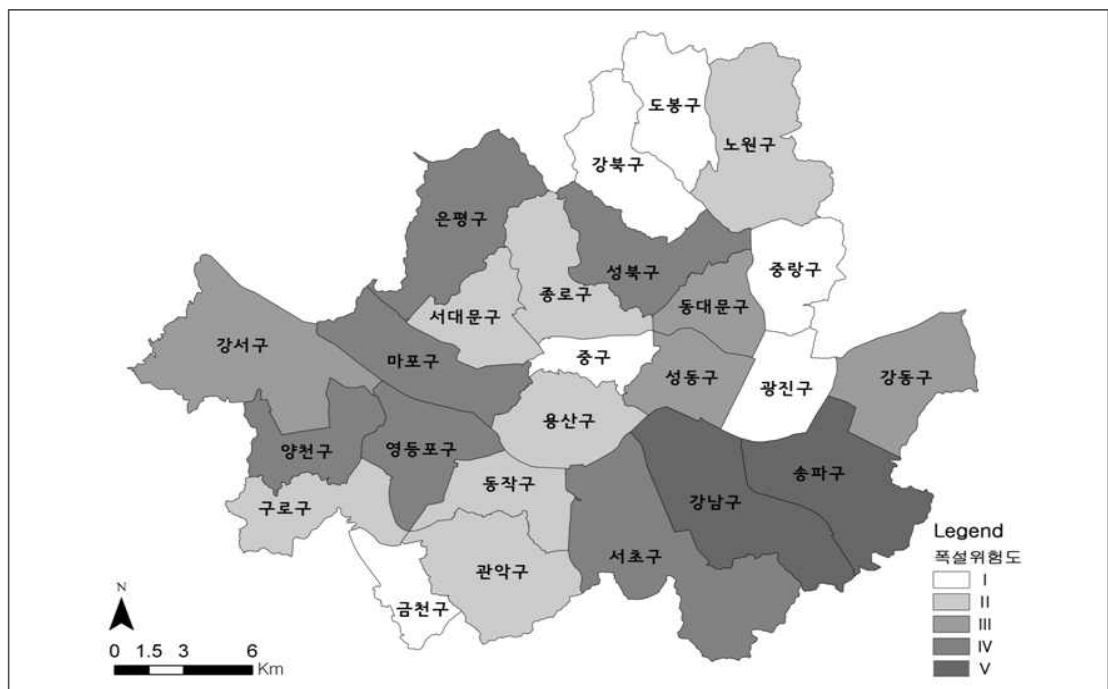 도봉구
노원구
강북구
은평구
성북구
중랑구
종로구
동대문구
서대문구
강서구
마포구
중구
성동구
광진구
강동구
용산구
양천구
영등포구
송파구
동작구
강남구
구로구
서초구
관악구
금천구
N
0 1.5 3 6
Km
Legend
폭설위험도
I
II
III
IV
V